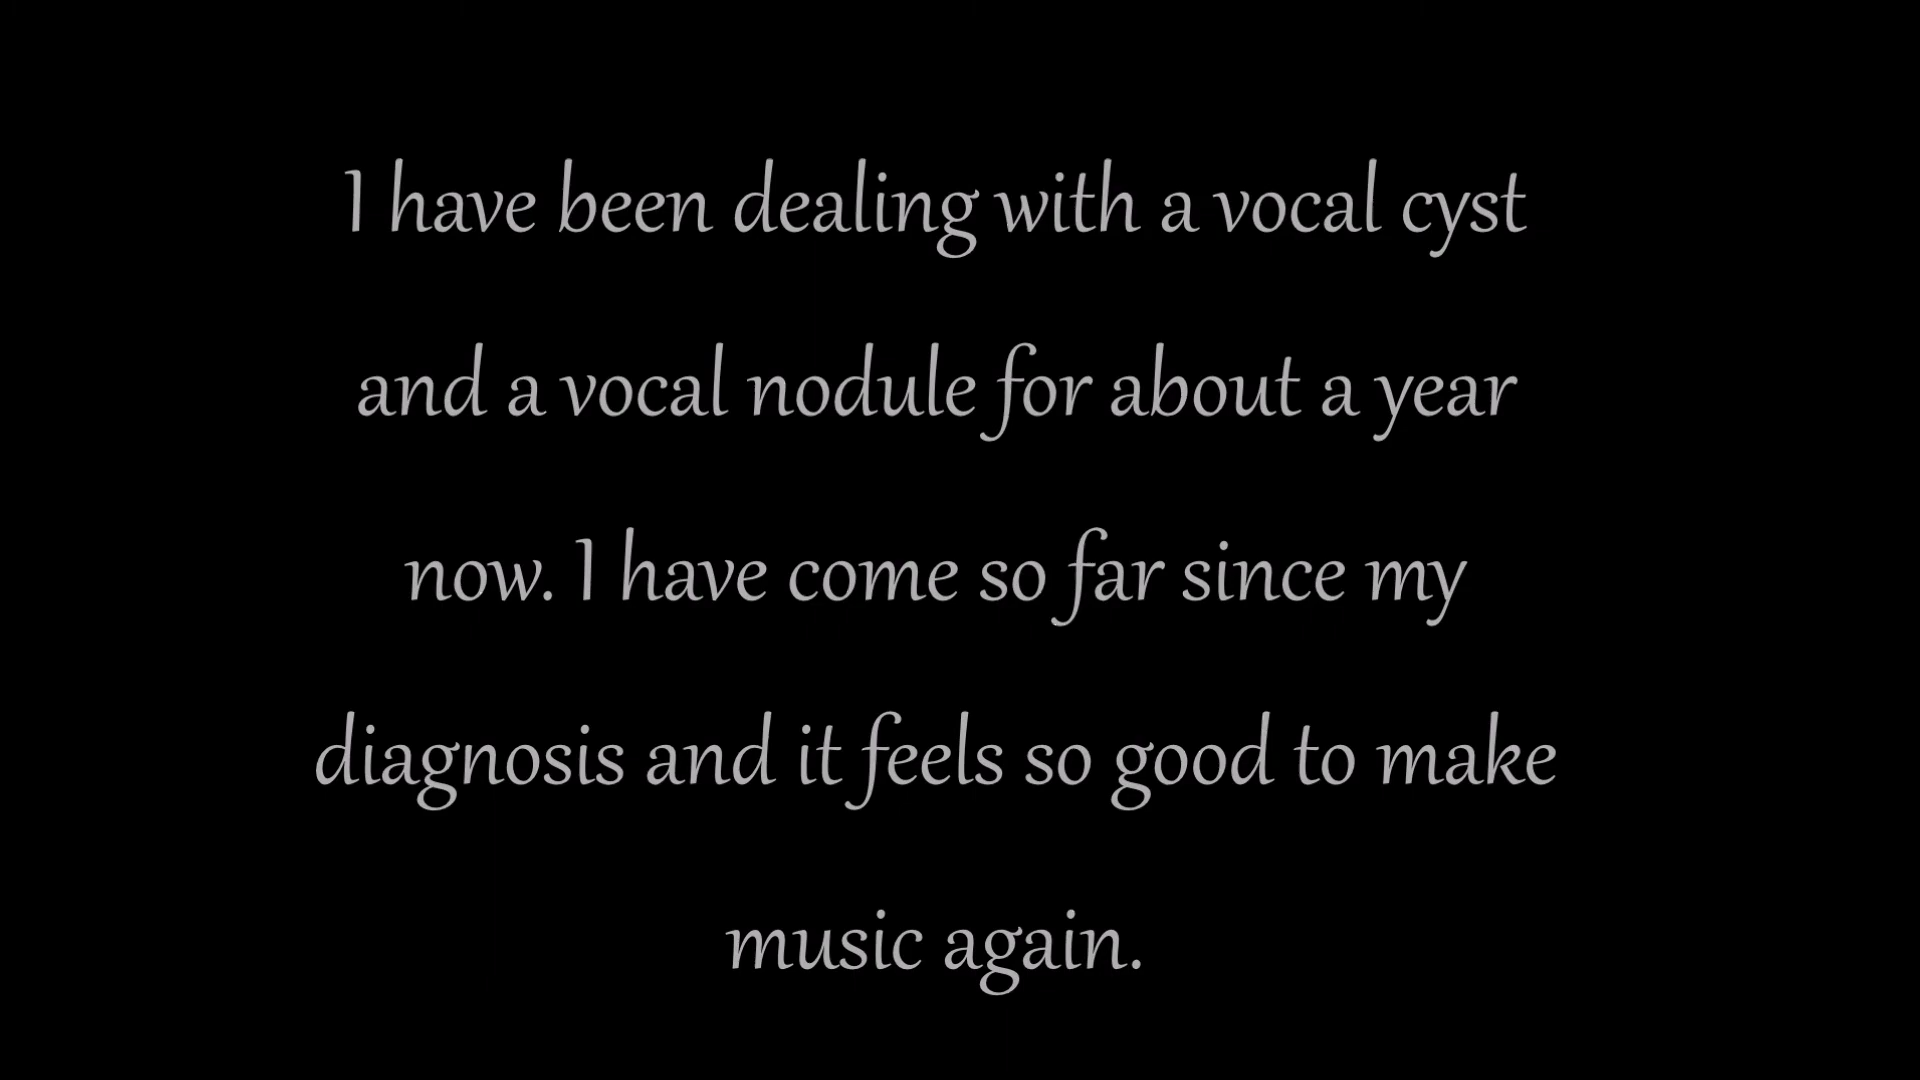 I have been dealing with a vocal cyst
and a vocal nodule for about a year
now. I have come so far since my
diagnosis and it feels so good to make
music again.